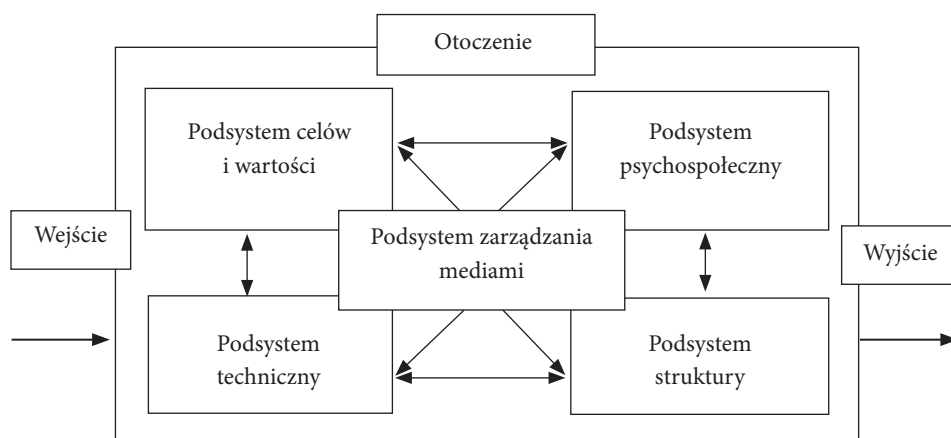 Otoczenie
Podsystem celów
i wartości
Podsystem
psychospołeczny
Wejście
Podsystem zarządzania
mediami
Wyjście
Podsystem
techniczny
Podsystem
struktury